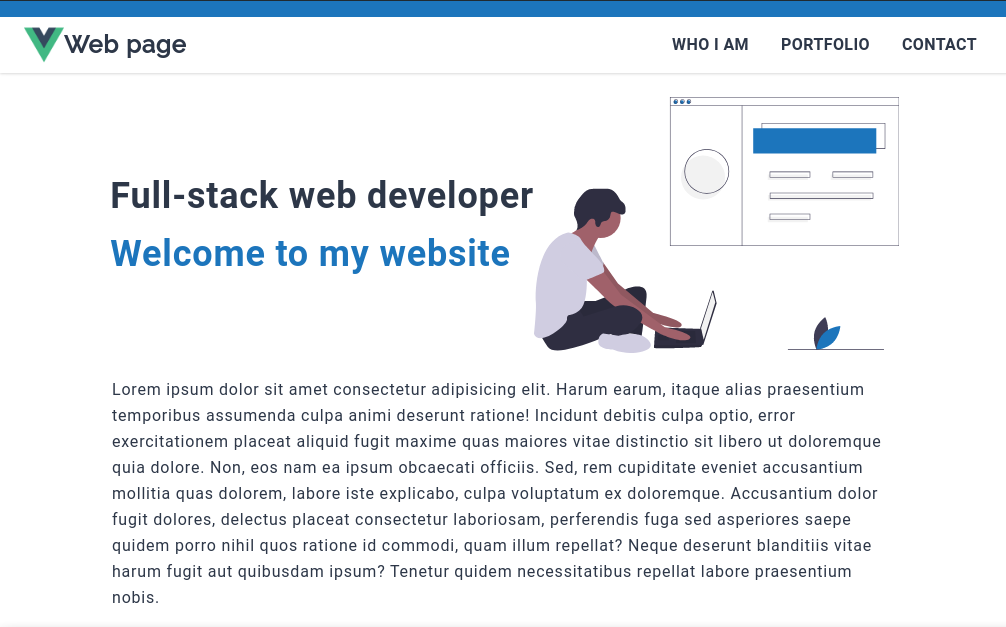 Web page
WHO I AM PORTFOLIO CONTACT
Full-stack web developer
Welcome to my website
Lorem ipsum dolor sit amet consectetur adipisicing elit. Harum earum, itaque alias praesentium
temporibus assumenda culpa animi deserunt ratione! Incidunt debitis culpa optio, error
exercitationem placeat aliquid fugit maxime quas maiores vitae distinctio sit libero ut doloremque
quia dolore. Non, eos nam ea ipsum obcaecati officiis. Sed, rem cupiditate eveniet accusantium
mollitia quas dolorem, labore iste explicabo, culpa voluptatum ex doloremque. Accusantium dolor
fugit dolores, delectus placeat consectetur laboriosam, perferendis fuga sed asperiores saepe
quidem porro nihil quos ratione id commodi, quam illum repellat? Neque deserunt blanditiis vitae
harum fugit aut quibusdam ipsum? Tenetur quidem necessitatibus repellat labore praesentium
nobis.